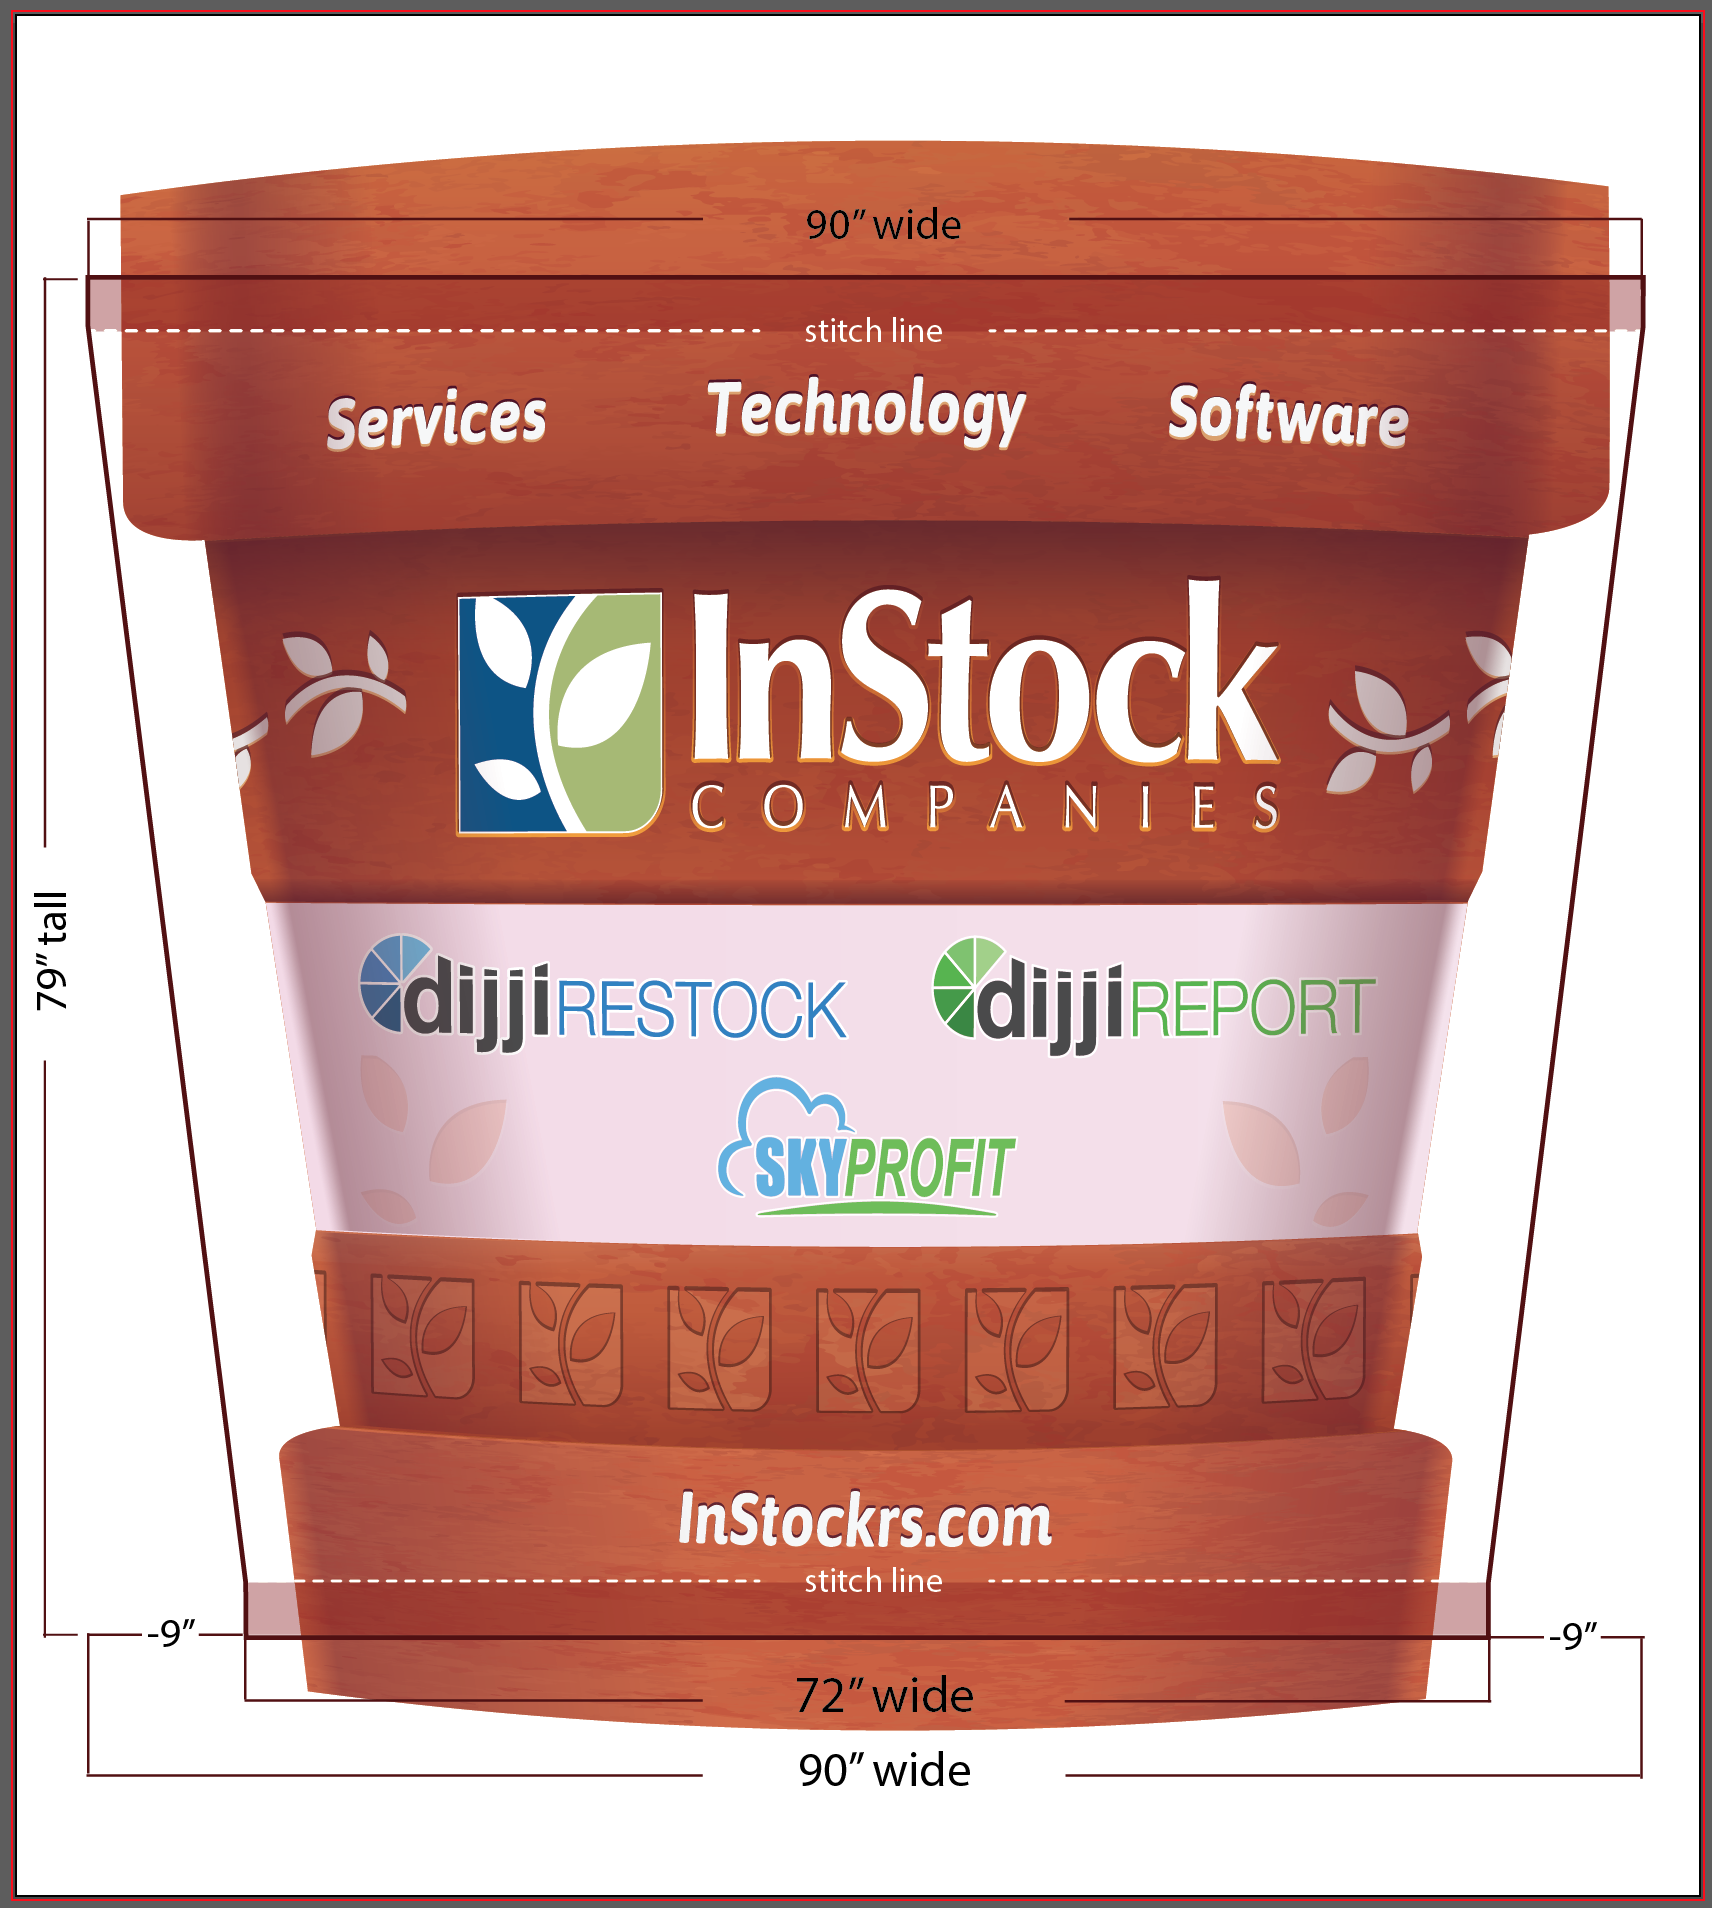 90” wide
stitch line
Services Technology Software
InStock
COMPANIES
79” tall
dijjiRESTOCK dijjiREPORT
SKYPROFIT
InStockrs.com
stitch line
-9” -9”
72” wide
90” wide